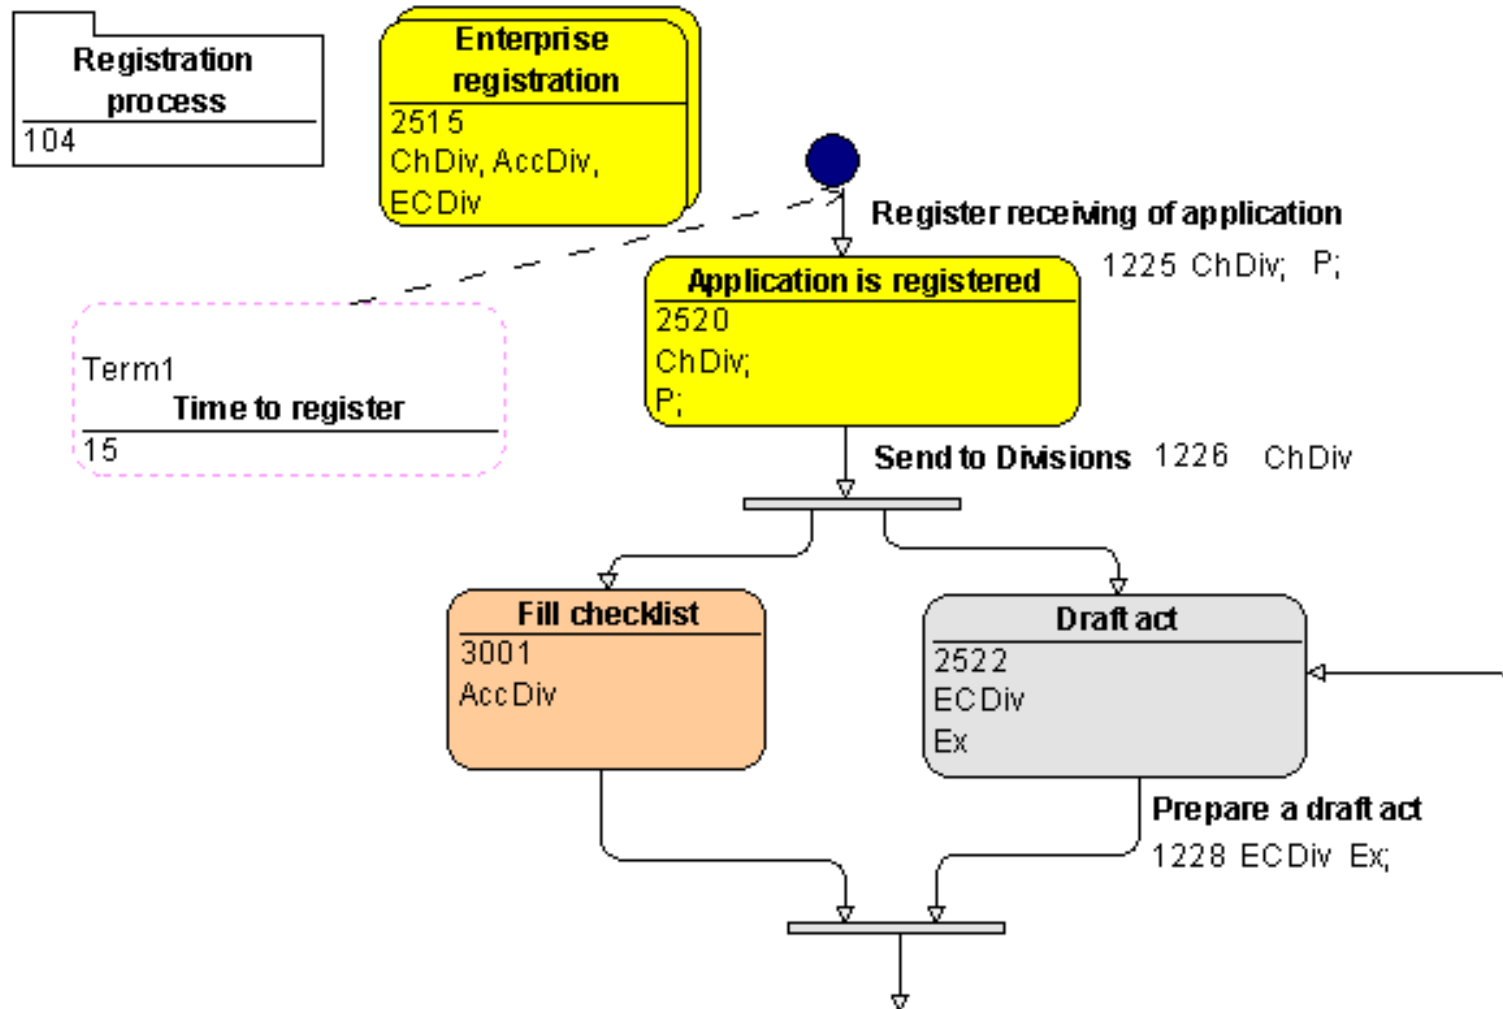 Registration
process
104
Enterprise
registration
2515
ChDiv, AccDiv,
ECDiv
Register receiving of application
1225 ChDiv; P;
Application is registered
2520
ChDiv;
P;
Term1
Time to register
15
Send to Divisions 1226 ChDiv
Fill checklist
3001
AccDiv
Draft act
2522
ECDiv
Ex
Prepare a draft act
1228 ECDiv Ex;